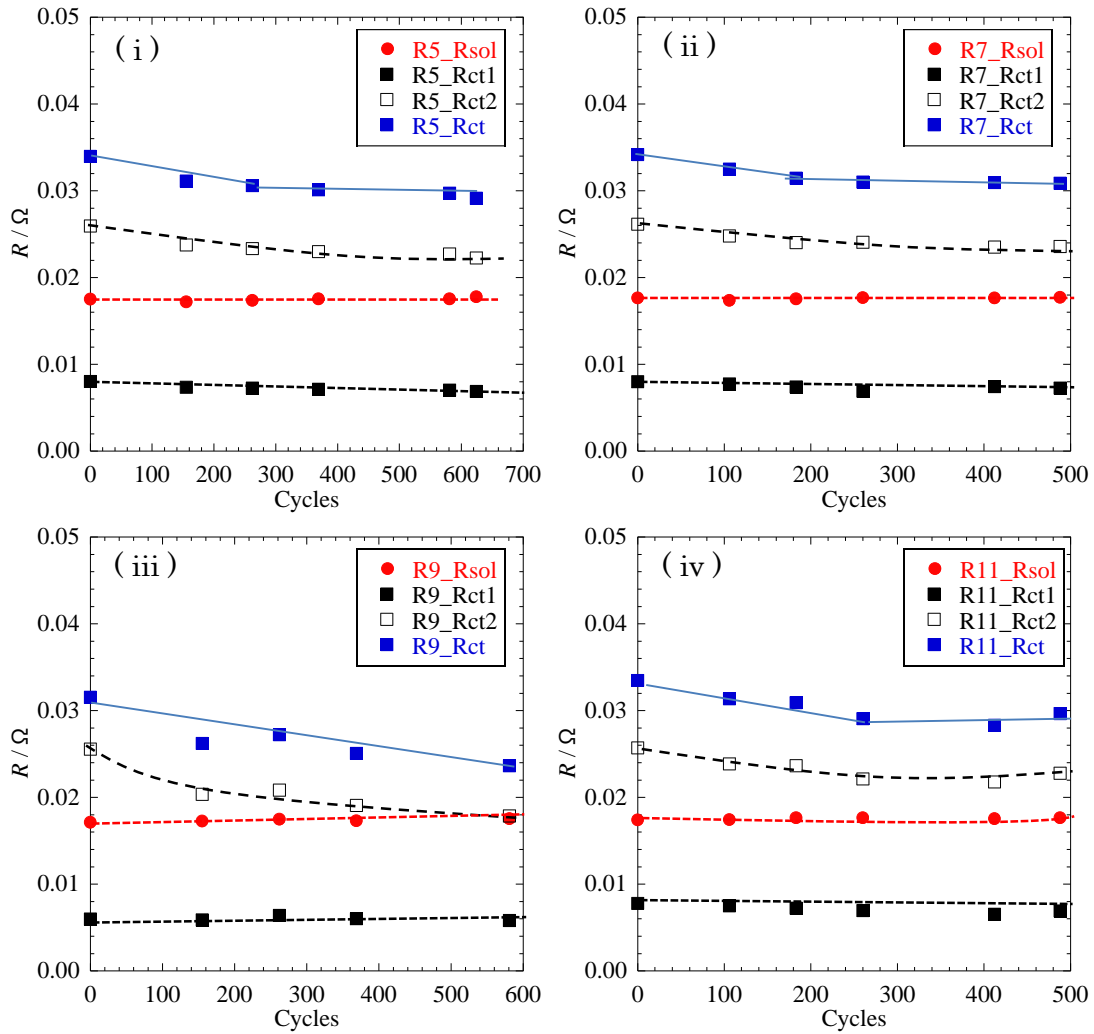 0.05
0.04
0.03
0.02
0.01
0.00
R / Ω
( i )
R5_Rsol
R5_Rct1
R5_Rct2
R5_Rct
0 100 200 300 400 500 600 700
Cycles
0.05
0.04
0.03
0.02
0.01
0.00
R / Ω
( ii )
R7_Rsol
R7_Rct1
R7_Rct2
R7_Rct
0 100 200 300 400 500
Cycles
0.05
0.04
0.03
0.02
0.01
0.00
R / Ω
( iii )
R9_Rsol
R9_Rct1
R9_Rct2
R9_Rct
0 100 200 300 400 500 600
Cycles
0.05
0.04
0.03
0.02
0.01
0.00
R / Ω
( iv )
R11_Rsol
R11_Rct1
R11_Rct2
R11_Rct
0 100 200 300 400 500
Cycles